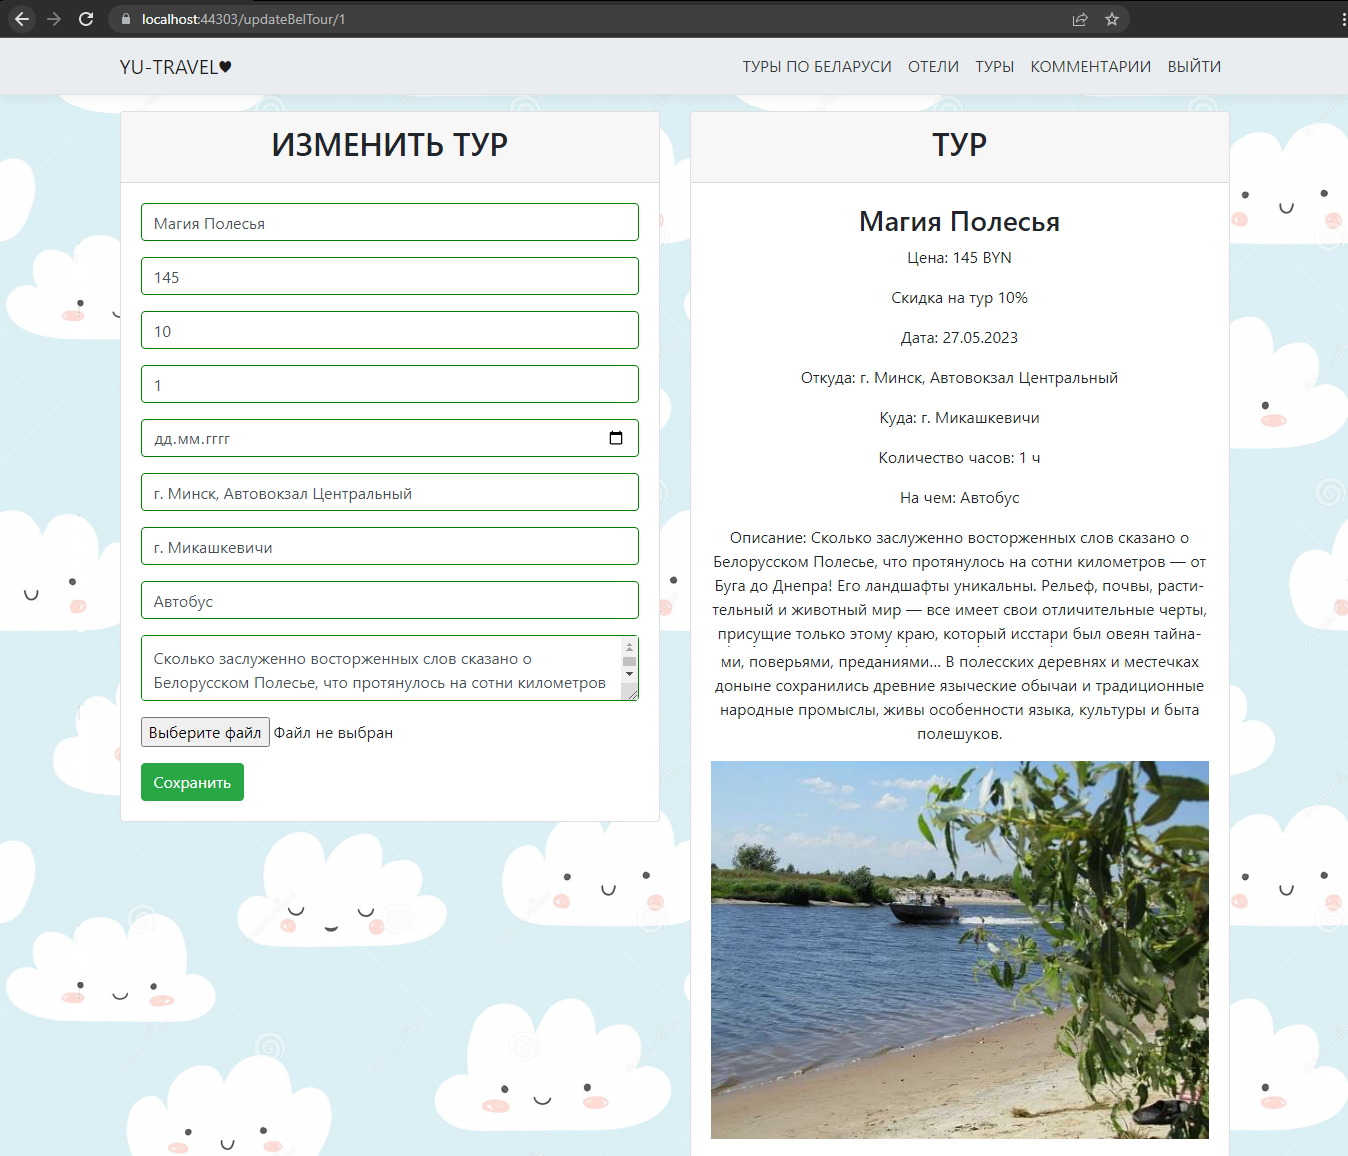 localhost:44303/updateBelTour/1
YU-TRAVEL♥
ТУРЫ ПО БЕЛАРУСИ ОТЕЛИ ТУРЫ КОММЕНТАРИИ ВЫЙТИ
ИЗМЕНИТЬ ТУР
Магия Полесья
145
10
1
дд.мм.гггг
г. Минск, Автовокзал Центральный
г. Микашкевичи
Автобус
Сколько заслуженно восторженных слов сказано о
Белорусском Полесье, что протянулось на сотни километров
Выберите файл Файл не выбран
Сохранить
ТУР
Магия Полесья
Цена: 145 BYN
Скидка на тур 10%
Дата: 27.05.2023
Откуда: г. Минск, Автовокзал Центральный
Куда: г. Микашкевичи
Количество часов: 1 ч
На чем: Автобус
Описание: Сколько заслуженно восторженных слов сказано о
Белорусском Полесье, что протянулось на сотни километров — от
Буга до Днепра! Его ландшафты уникальны. Рельеф, почвы, расти-
тельный и животный мир — все имеет свои отличительные черты,
присущие только этому краю, который исстари был овеян тайна-
ми, поверьями, преданиями... В полесских деревнях и местечках
доныне сохранились древние языческие обычаи и традиционные
народные промыслы, живы особенности языка, культуры и быта
полешуков.